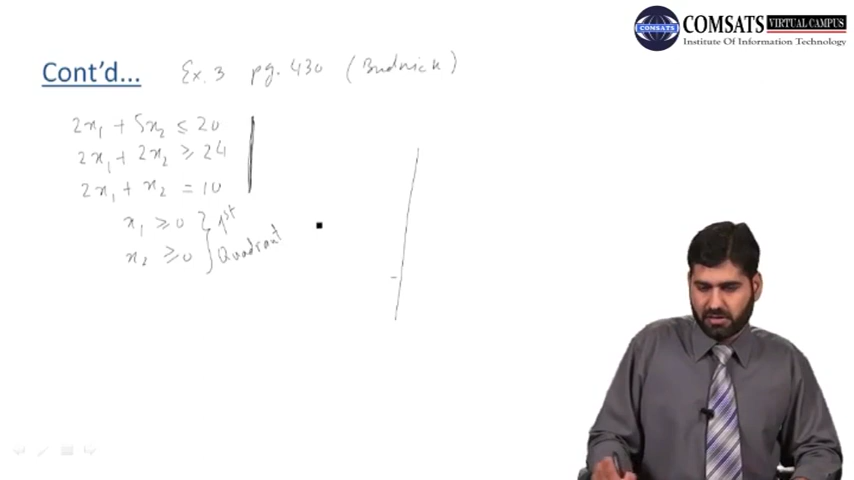 COMSATS VIRTUAL CAMPUS
COMSATS
Institute Of Information Technology
Cont'd... Ex. 3 pg. 430 (Budnick)
2x₁ + 5x₂ ≤ 20
2x₁ + 2x₂ ≥ 24
2x₁ + x₂ = 10
x₁ ≥ 0 } 1st
x₂ ≥ 0 } Quadrant